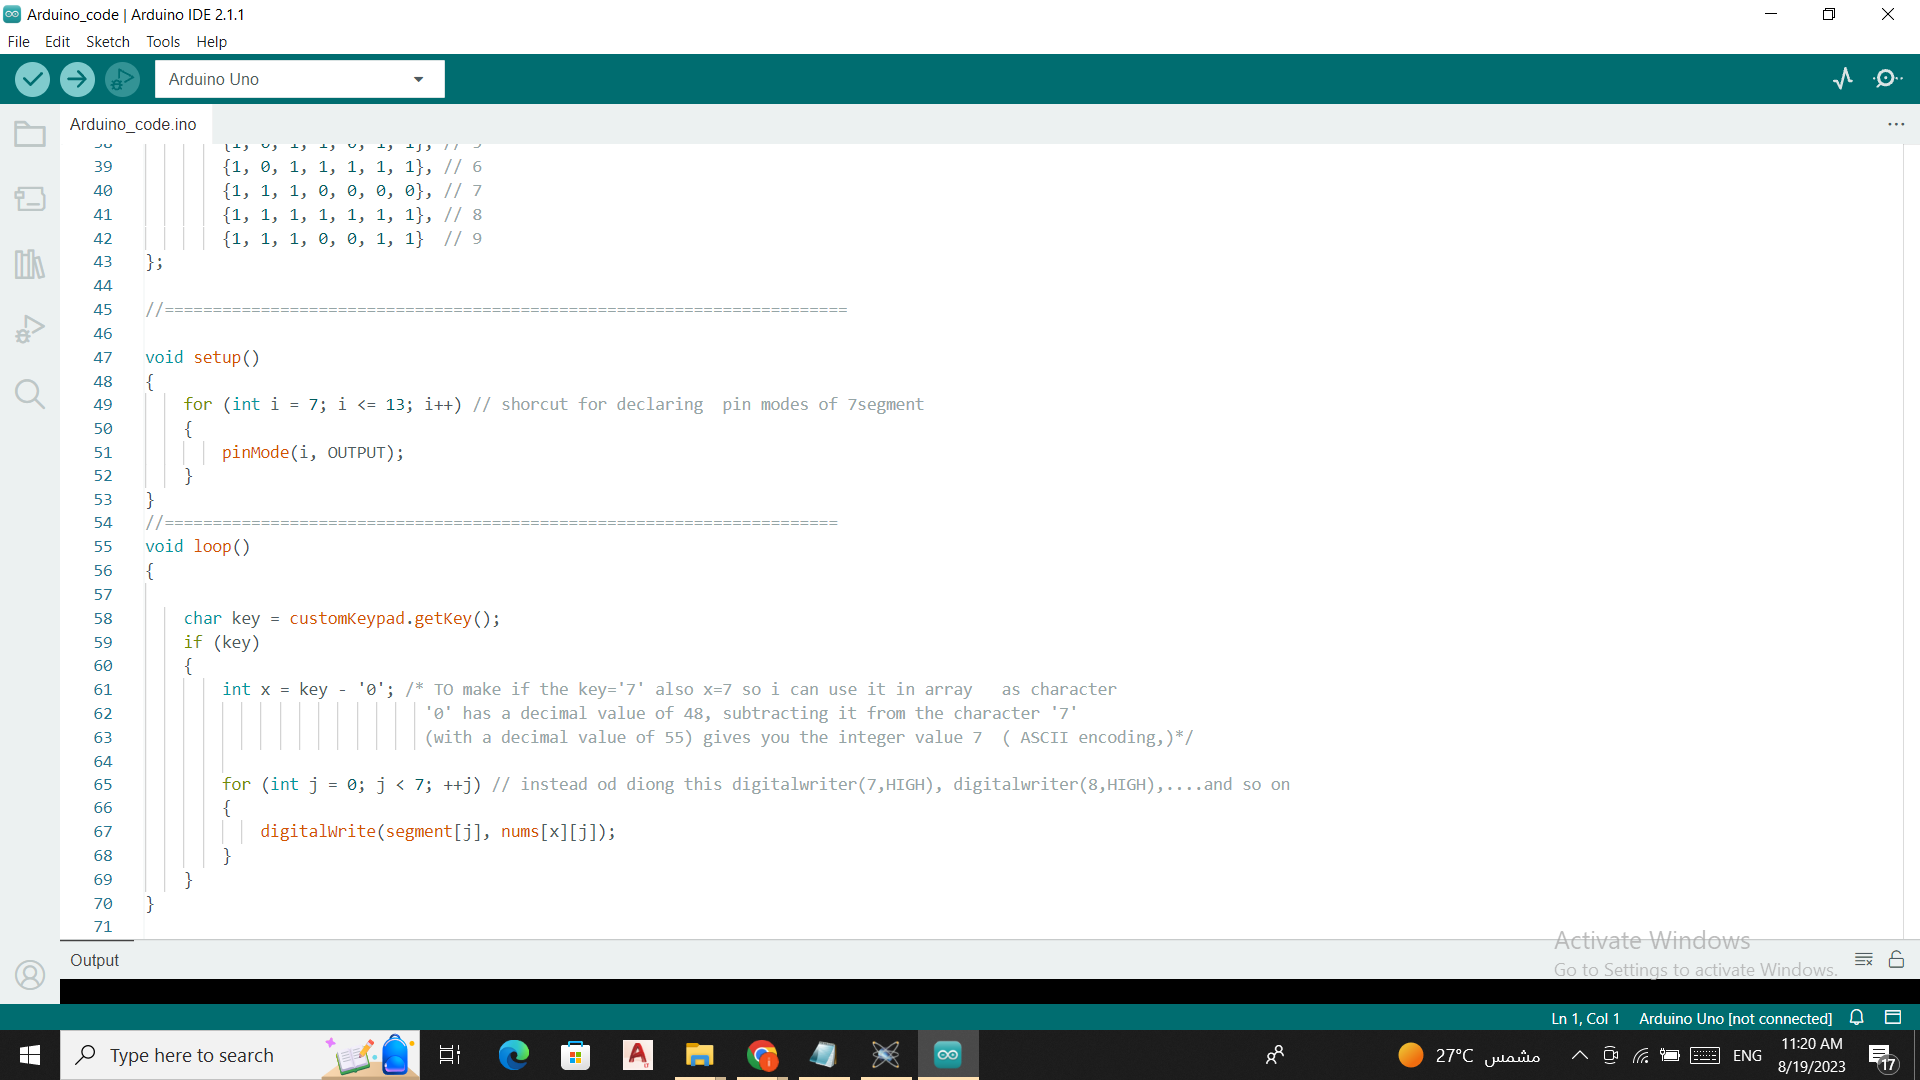 Arduino_code | Arduino IDE 2.1.1
File Edit Sketch Tools Help
Arduino Uno
Arduino_code.ino
39 {1, 0, 1, 1, 1, 1, 1}, // 6
40 {1, 1, 1, 0, 0, 0, 0}, // 7
41 {1, 1, 1, 1, 1, 1, 1}, // 8
42 {1, 1, 1, 0, 0, 1, 1} // 9
43 };
44
45 //=======================================================================
46
47 void setup()
48 {
49 for (int i = 7; i <= 13; i++) // shorcut for declaring pin modes of 7segment
50 {
51 pinMode(i, OUTPUT);
52 }
53 }
54 //======================================================================
55 void loop()
56 {
57
58 char key = customKeypad.getKey();
59 if (key)
60 {
61 int x = key - '0'; /* TO make if the key='7' also x=7 so i can use it in array as character
62 '0' has a decimal value of 48, subtracting it from the character '7'
63 (with a decimal value of 55) gives you the integer value 7 ( ASCII encoding,)*/
64
65 for (int j = 0; j < 7; ++j) // instead od diong this digitalwriter(7,HIGH), digitalwriter(8,HIGH),....and so on
66 {
67 digitalWrite(segment[j], nums[x][j]);
68 }
69 }
70 }
71
Output
Activate Windows
Go to Settings to activate Windows.
Ln 1, Col 1 Arduino Uno [not connected]
Type here to search
27°C مشمس
ENG
11:20 AM
8/19/2023
17